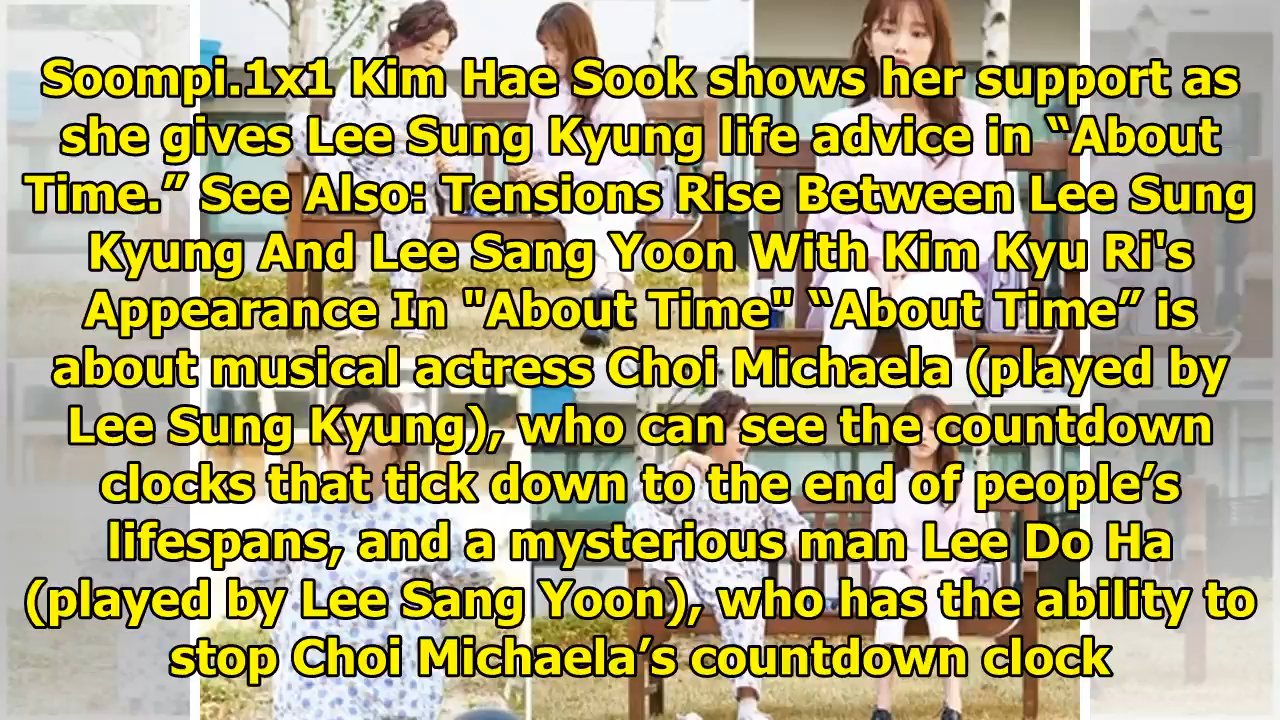 Soompi.1x1 Kim Hae Sook shows her support as
she gives Lee Sung Kyung life advice in “About
Time.” See Also: Tensions Rise Between Lee Sung
Kyung And Lee Sang Yoon With Kim Kyu Ri's
Appearance In "About Time" “About Time” is
about musical actress Choi Michaela (played by
Lee Sung Kyung), who can see the countdown
clocks that tick down to the end of people’s
lifespans, and a mysterious man Lee Do Ha
(played by Lee Sang Yoon), who has the ability to
stop Choi Michaela’s countdown clock